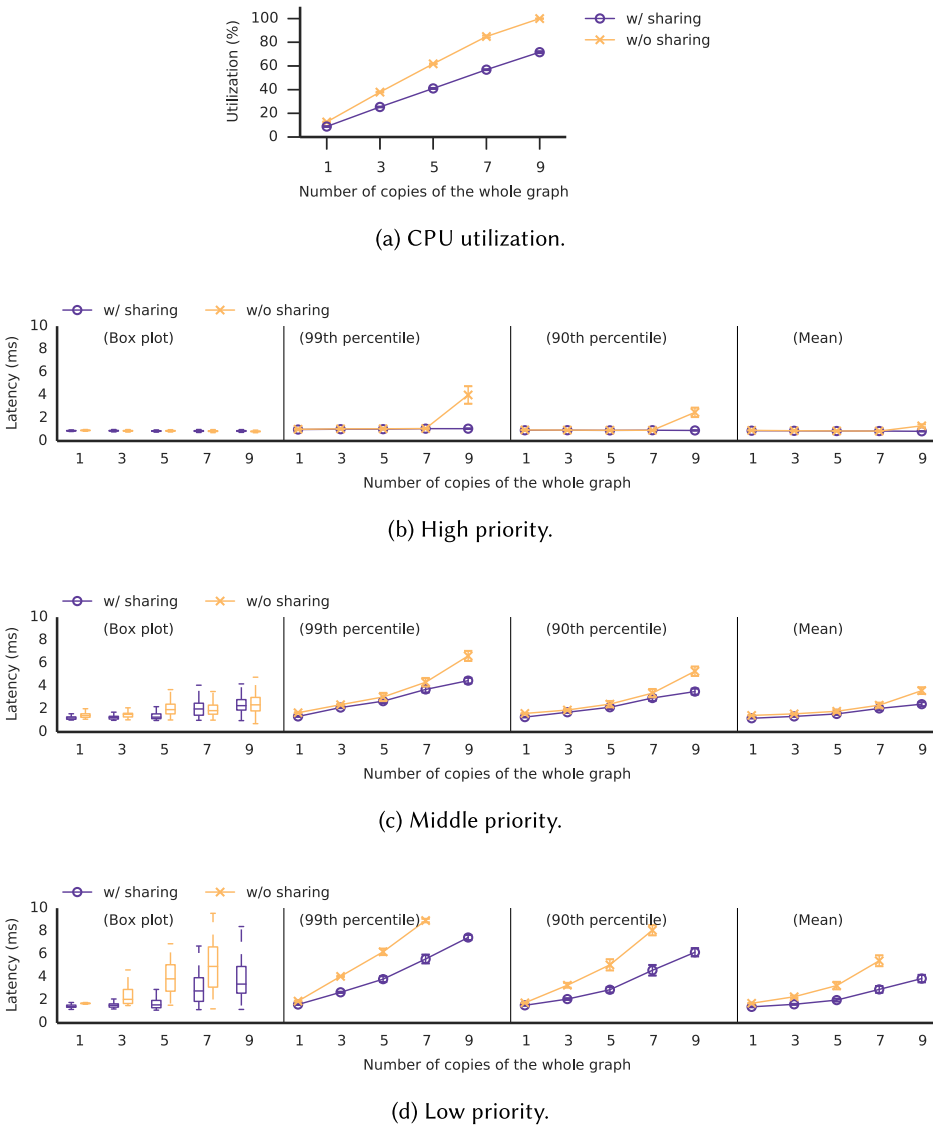 100
80
60
40
20
0
Utilization (%)
w/ sharing
w/o sharing
1 3 5 7 9
Number of copies of the whole graph
(a) CPU utilization.
w/ sharing w/o sharing
(Box plot) (99th percentile) (90th percentile) (Mean)
10
8
6
4
2
0
Latency (ms)
1 3 5 7 9 1 3 5 7 9 1 3 5 7 9 1 3 5 7 9
Number of copies of the whole graph
(b) High priority.
w/ sharing w/o sharing
(Box plot) (99th percentile) (90th percentile) (Mean)
10
8
6
4
2
0
Latency (ms)
1 3 5 7 9 1 3 5 7 9 1 3 5 7 9 1 3 5 7 9
Number of copies of the whole graph
(c) Middle priority.
w/ sharing w/o sharing
(Box plot) (99th percentile) (90th percentile) (Mean)
10
8
6
4
2
0
Latency (ms)
1 3 5 7 9 1 3 5 7 9 1 3 5 7 9 1 3 5 7 9
Number of copies of the whole graph
(d) Low priority.